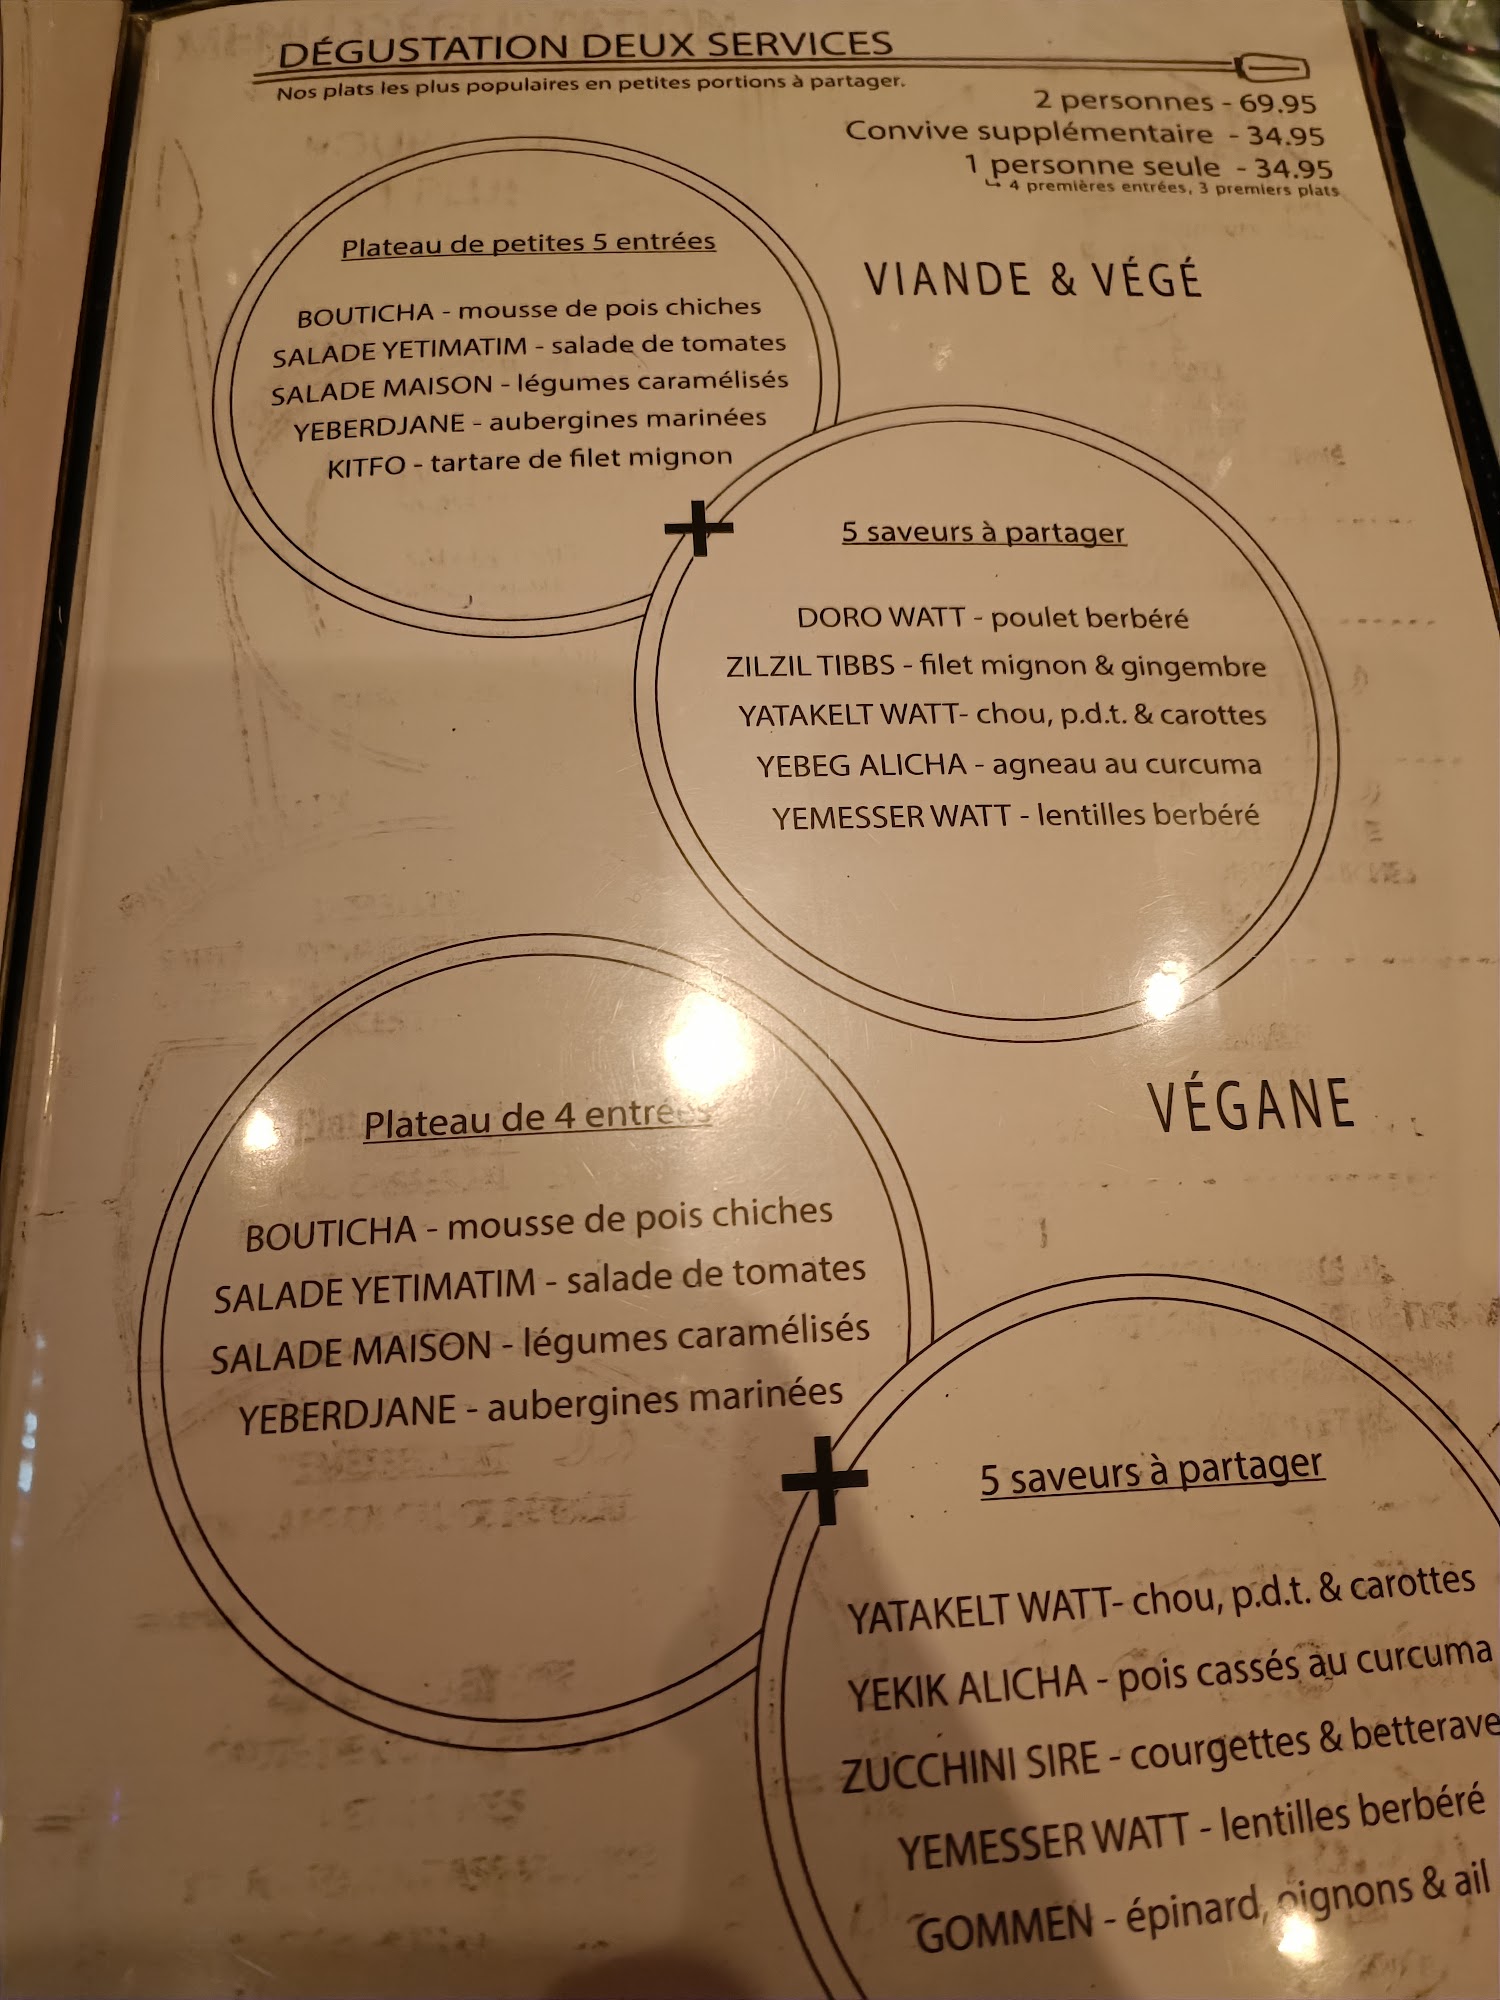 DÉGUSTATION DEUX SERVICES
Nos plats les plus populaires en petites portions à partager.
2 personnes - 69.95
Convive supplémentaire - 34.95
1 personne seule - 34.95
↳ 4 premières entrées, 3 premiers plats
VIANDE & VÉGÉ
Plateau de petites 5 entrées
BOUTICHA - mousse de pois chiches
SALADE YETIMATIM - salade de tomates
SALADE MAISON - légumes caramélisés
YEBERDJANE - aubergines marinées
KITFO - tartare de filet mignon
+
5 saveurs à partager
DORO WATT - poulet berbéré
ZILZIL TIBBS - filet mignon & gingembre
YATAKELT WATT- chou, p.d.t. & carottes
YEBEG ALICHA - agneau au curcuma
YEMESSER WATT - lentilles berbéré
VÉGANE
Plateau de 4 entrées
BOUTICHA - mousse de pois chiches
SALADE YETIMATIM - salade de tomates
SALADE MAISON - légumes caramélisés
YEBERDJANE - aubergines marinées
+
5 saveurs à partager
YATAKELT WATT- chou, p.d.t. & carottes
YEKIK ALICHA - pois cassés au curcuma
ZUCCHINI SIRE - courgettes & betterave
YEMESSER WATT - lentilles berbéré
GOMMEN - épinard, oignons & ail